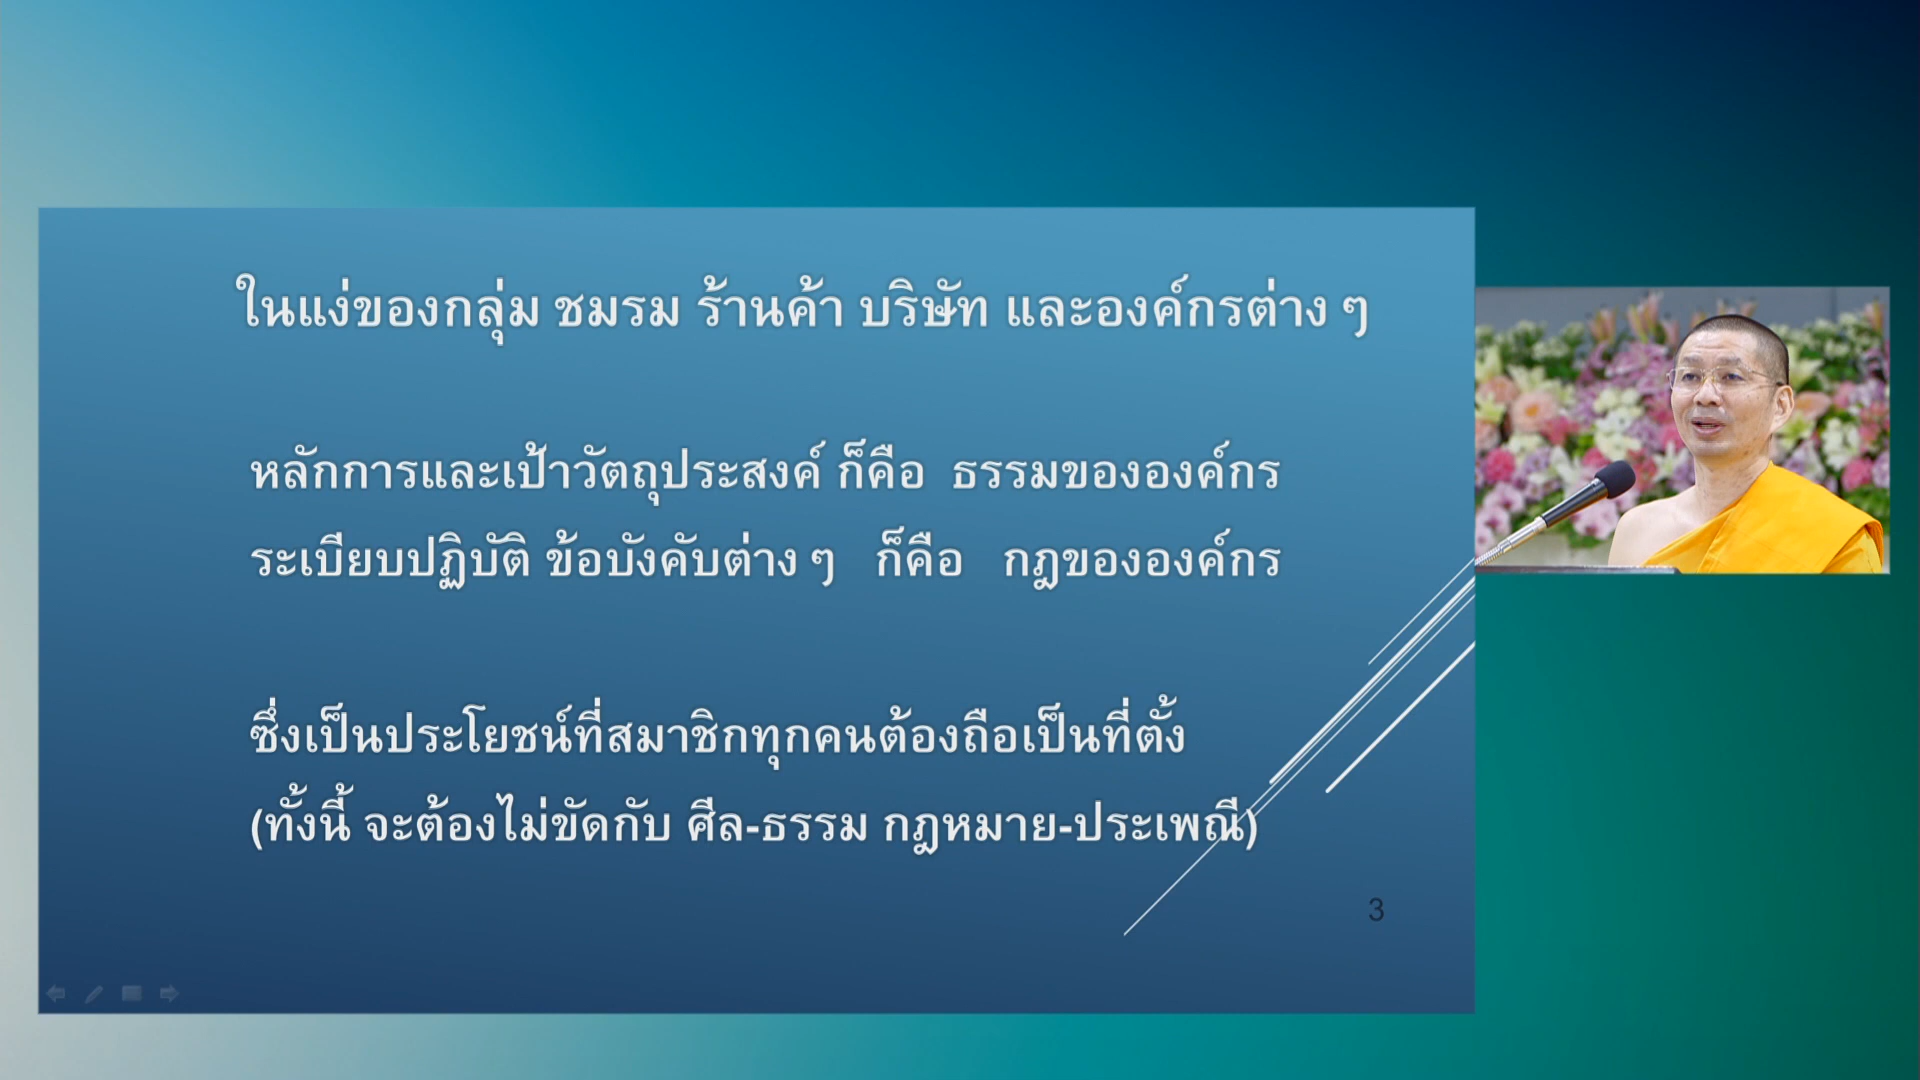 ในแง่ของกลุ่ม ชมรม ร้านค้า บริษัท และองค์กรต่าง ๆ
หลักการและเป้าวัตถุประสงค์ ก็คือ ธรรมขององค์กร
ระเบียบปฏิบัติ ข้อบังคับต่าง ๆ ก็คือ กฎขององค์กร
ซึ่งเป็นประโยชน์ที่สมาชิกทุกคนต้องถือเป็นที่ตั้ง
(ทั้งนี้ จะต้องไม่ขัดกับ ศีล-ธรรม กฎหมาย-ประเพณี)
3